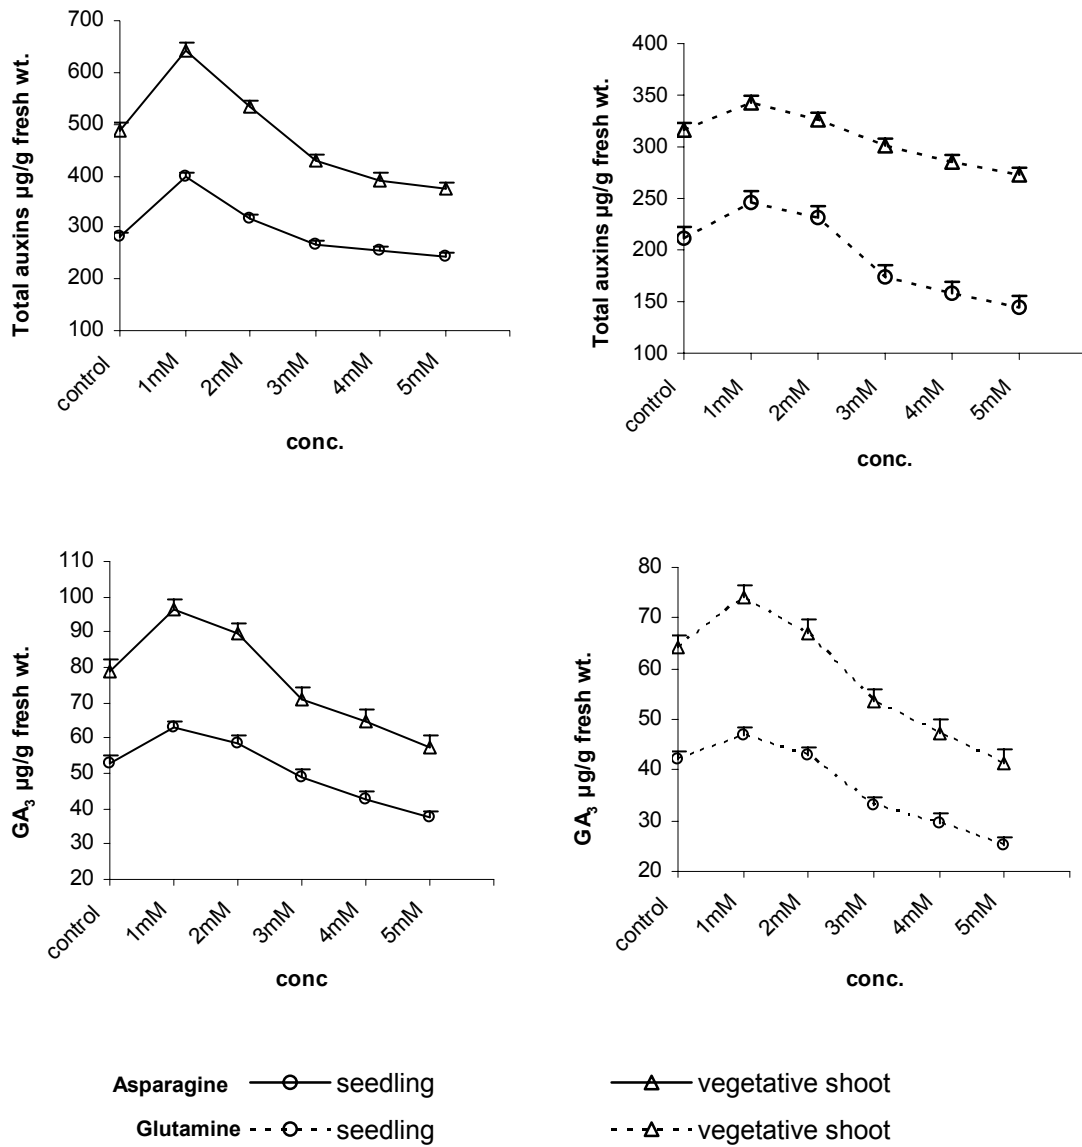 Total auxins µg/g fresh wt.
700
600
500
400
300
200
100
control
1mM
2mM
3mM
4mM
5mM
conc.
Total auxins µg/g fresh wt.
400
350
300
250
200
150
100
control
1mM
2mM
3mM
4mM
5mM
conc.
GA₃ µg/g fresh wt.
110
100
90
80
70
60
50
40
30
20
control
1mM
2mM
3mM
4mM
5mM
conc
GA₃ µg/g fresh wt.
80
70
60
50
40
30
20
control
1mM
2mM
3mM
4mM
5mM
conc.
Asparagine seedling vegetative shoot
Glutamine seedling vegetative shoot